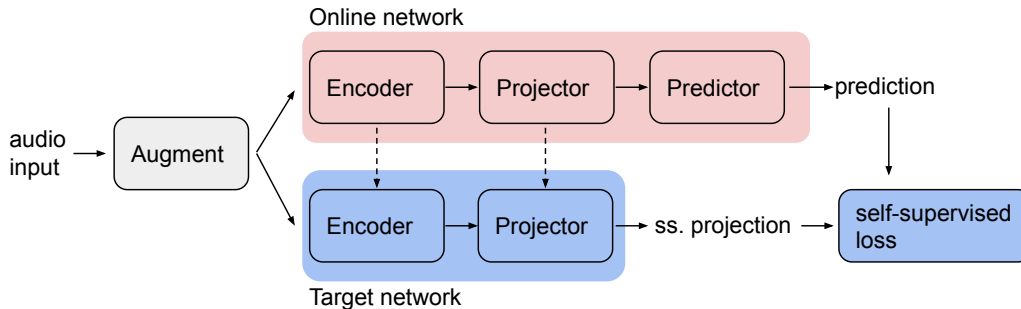 Online network
Encoder
Projector
Predictor
prediction
audio
input
Augment
Encoder
Projector
ss. projection
self-supervised
loss
Target network